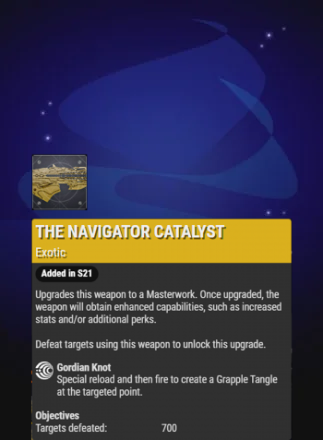 THE NAVIGATOR CATALYST
Exotic
Added in S21
Upgrades this weapon to a Masterwork. Once upgraded, the
weapon will obtain enhanced capabilities, such as increased
stats and/or additional perks.
Defeat targets using this weapon to unlock this upgrade.
Gordian Knot
Special reload and then fire to create a Grapple Tangle
at the targeted point.
Objectives
Targets defeated: 700